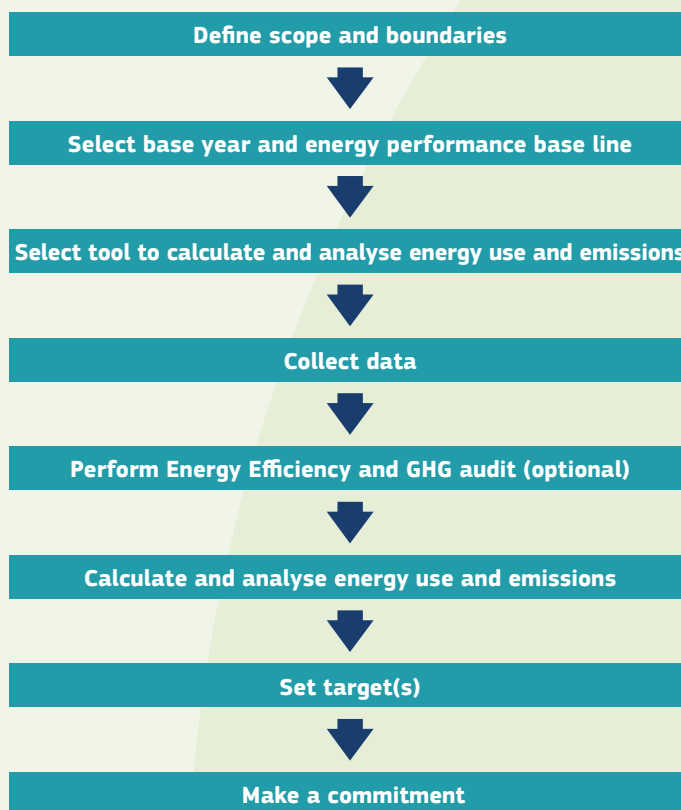 Define scope and boundaries
Select base year and energy performance base line
Select tool to calculate and analyse energy use and emissions
Collect data
Perform Energy Efficiency and GHG audit (optional)
Calculate and analyse energy use and emissions
Set target(s)
Make a commitment